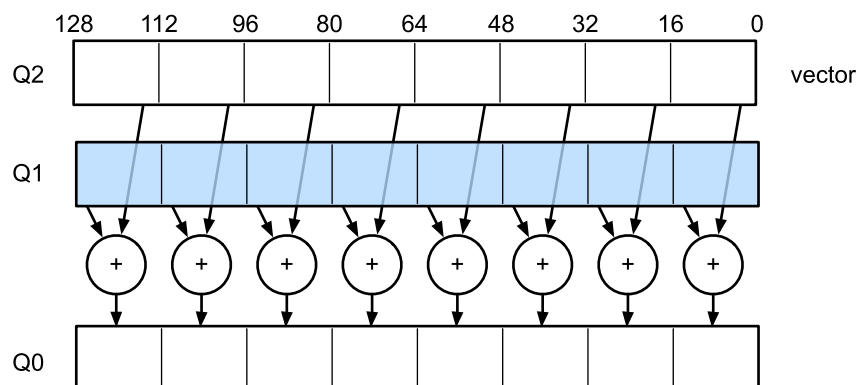 128 112 96 80 64 48 32 16 0
Q2 vector
Q1
+ + + + + + + +
Q0